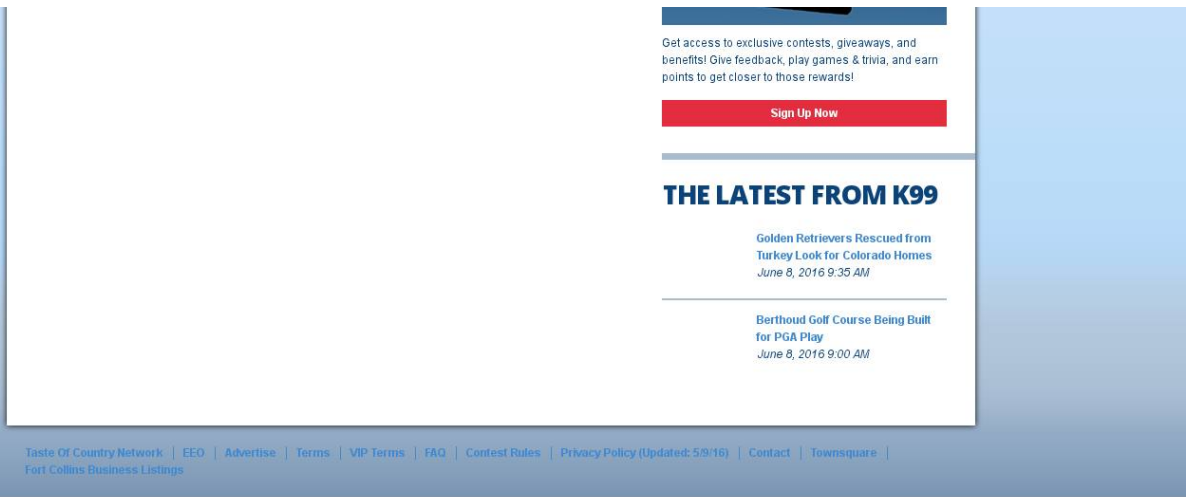 Get access to exclusive contests, giveaways, and
benefits! Give feedback, play games & trivia, and earn
points to get closer to those rewards!
Sign Up Now
THE LATEST FROM K99
Golden Retrievers Rescued from
Turkey Look for Colorado Homes
June 8, 2016 9:35 AM
Berthoud Golf Course Being Built
for PGA Play
June 8, 2016 9:00 AM
Taste Of Country Network | EEO | Advertise | Terms | VIP Terms | FAQ | Contest Rules | Privacy Policy (Updated: 5/9/16) | Contact | Townsquare |
Fort Collins Business Listings